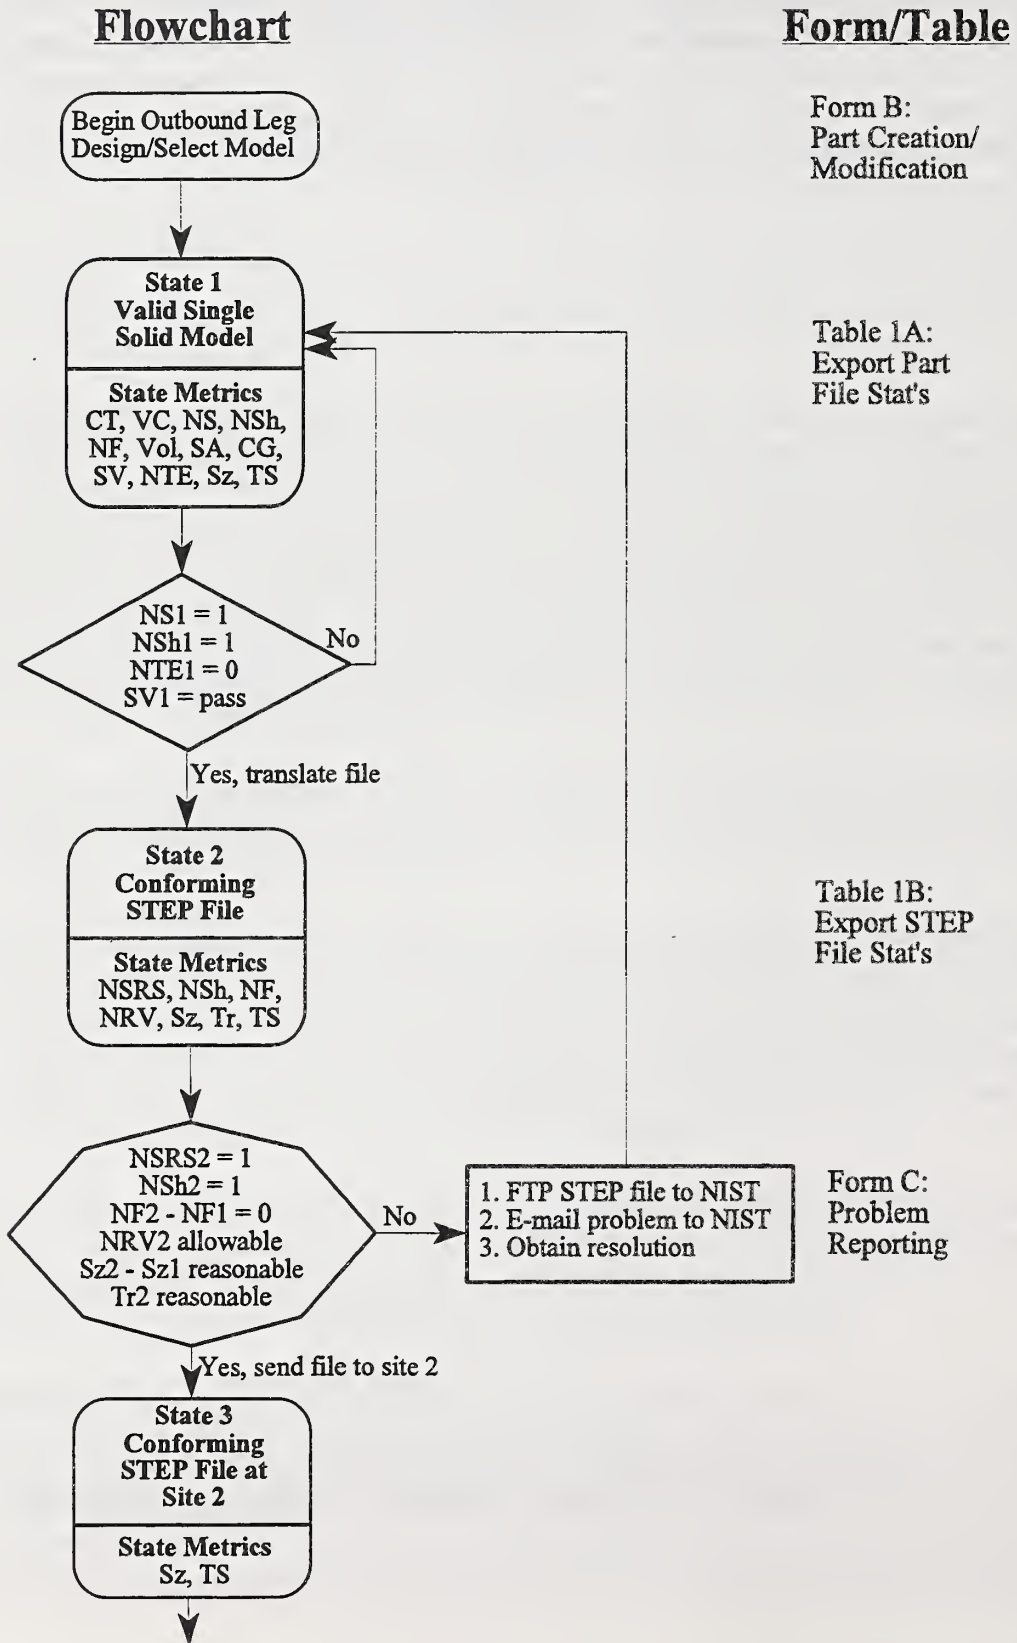 Flowchart
Form/Table
Begin Outbound Leg
Design/Select Model
Form B:
Part Creation/
Modification
State 1
Valid Single
Solid Model
Table 1A:
Export Part
File Stat's
State Metrics
CT, VC, NS, NSh,
NF, Vol, SA, CG,
SV, NTE, Sz, TS
NS1 = 1
NSh1 = 1
NTE1 = 0
SV1 = pass
No
Yes, translate file
State 2
Conforming
STEP File
Table 1B:
Export STEP
File Stat's
State Metrics
NSRS, NSh, NF,
NRV, Sz, Tr, TS
NSRS2 = 1
NSh2 = 1
NF2 - NF1 = 0
NRV2 allowable
Sz2 - Sz1 reasonable
Tr2 reasonable
No
1. FTP STEP file to NIST
2. E-mail problem to NIST
3. Obtain resolution
Form C:
Problem
Reporting
Yes, send file to site 2
State 3
Conforming
STEP File at
Site 2
State Metrics
Sz, TS